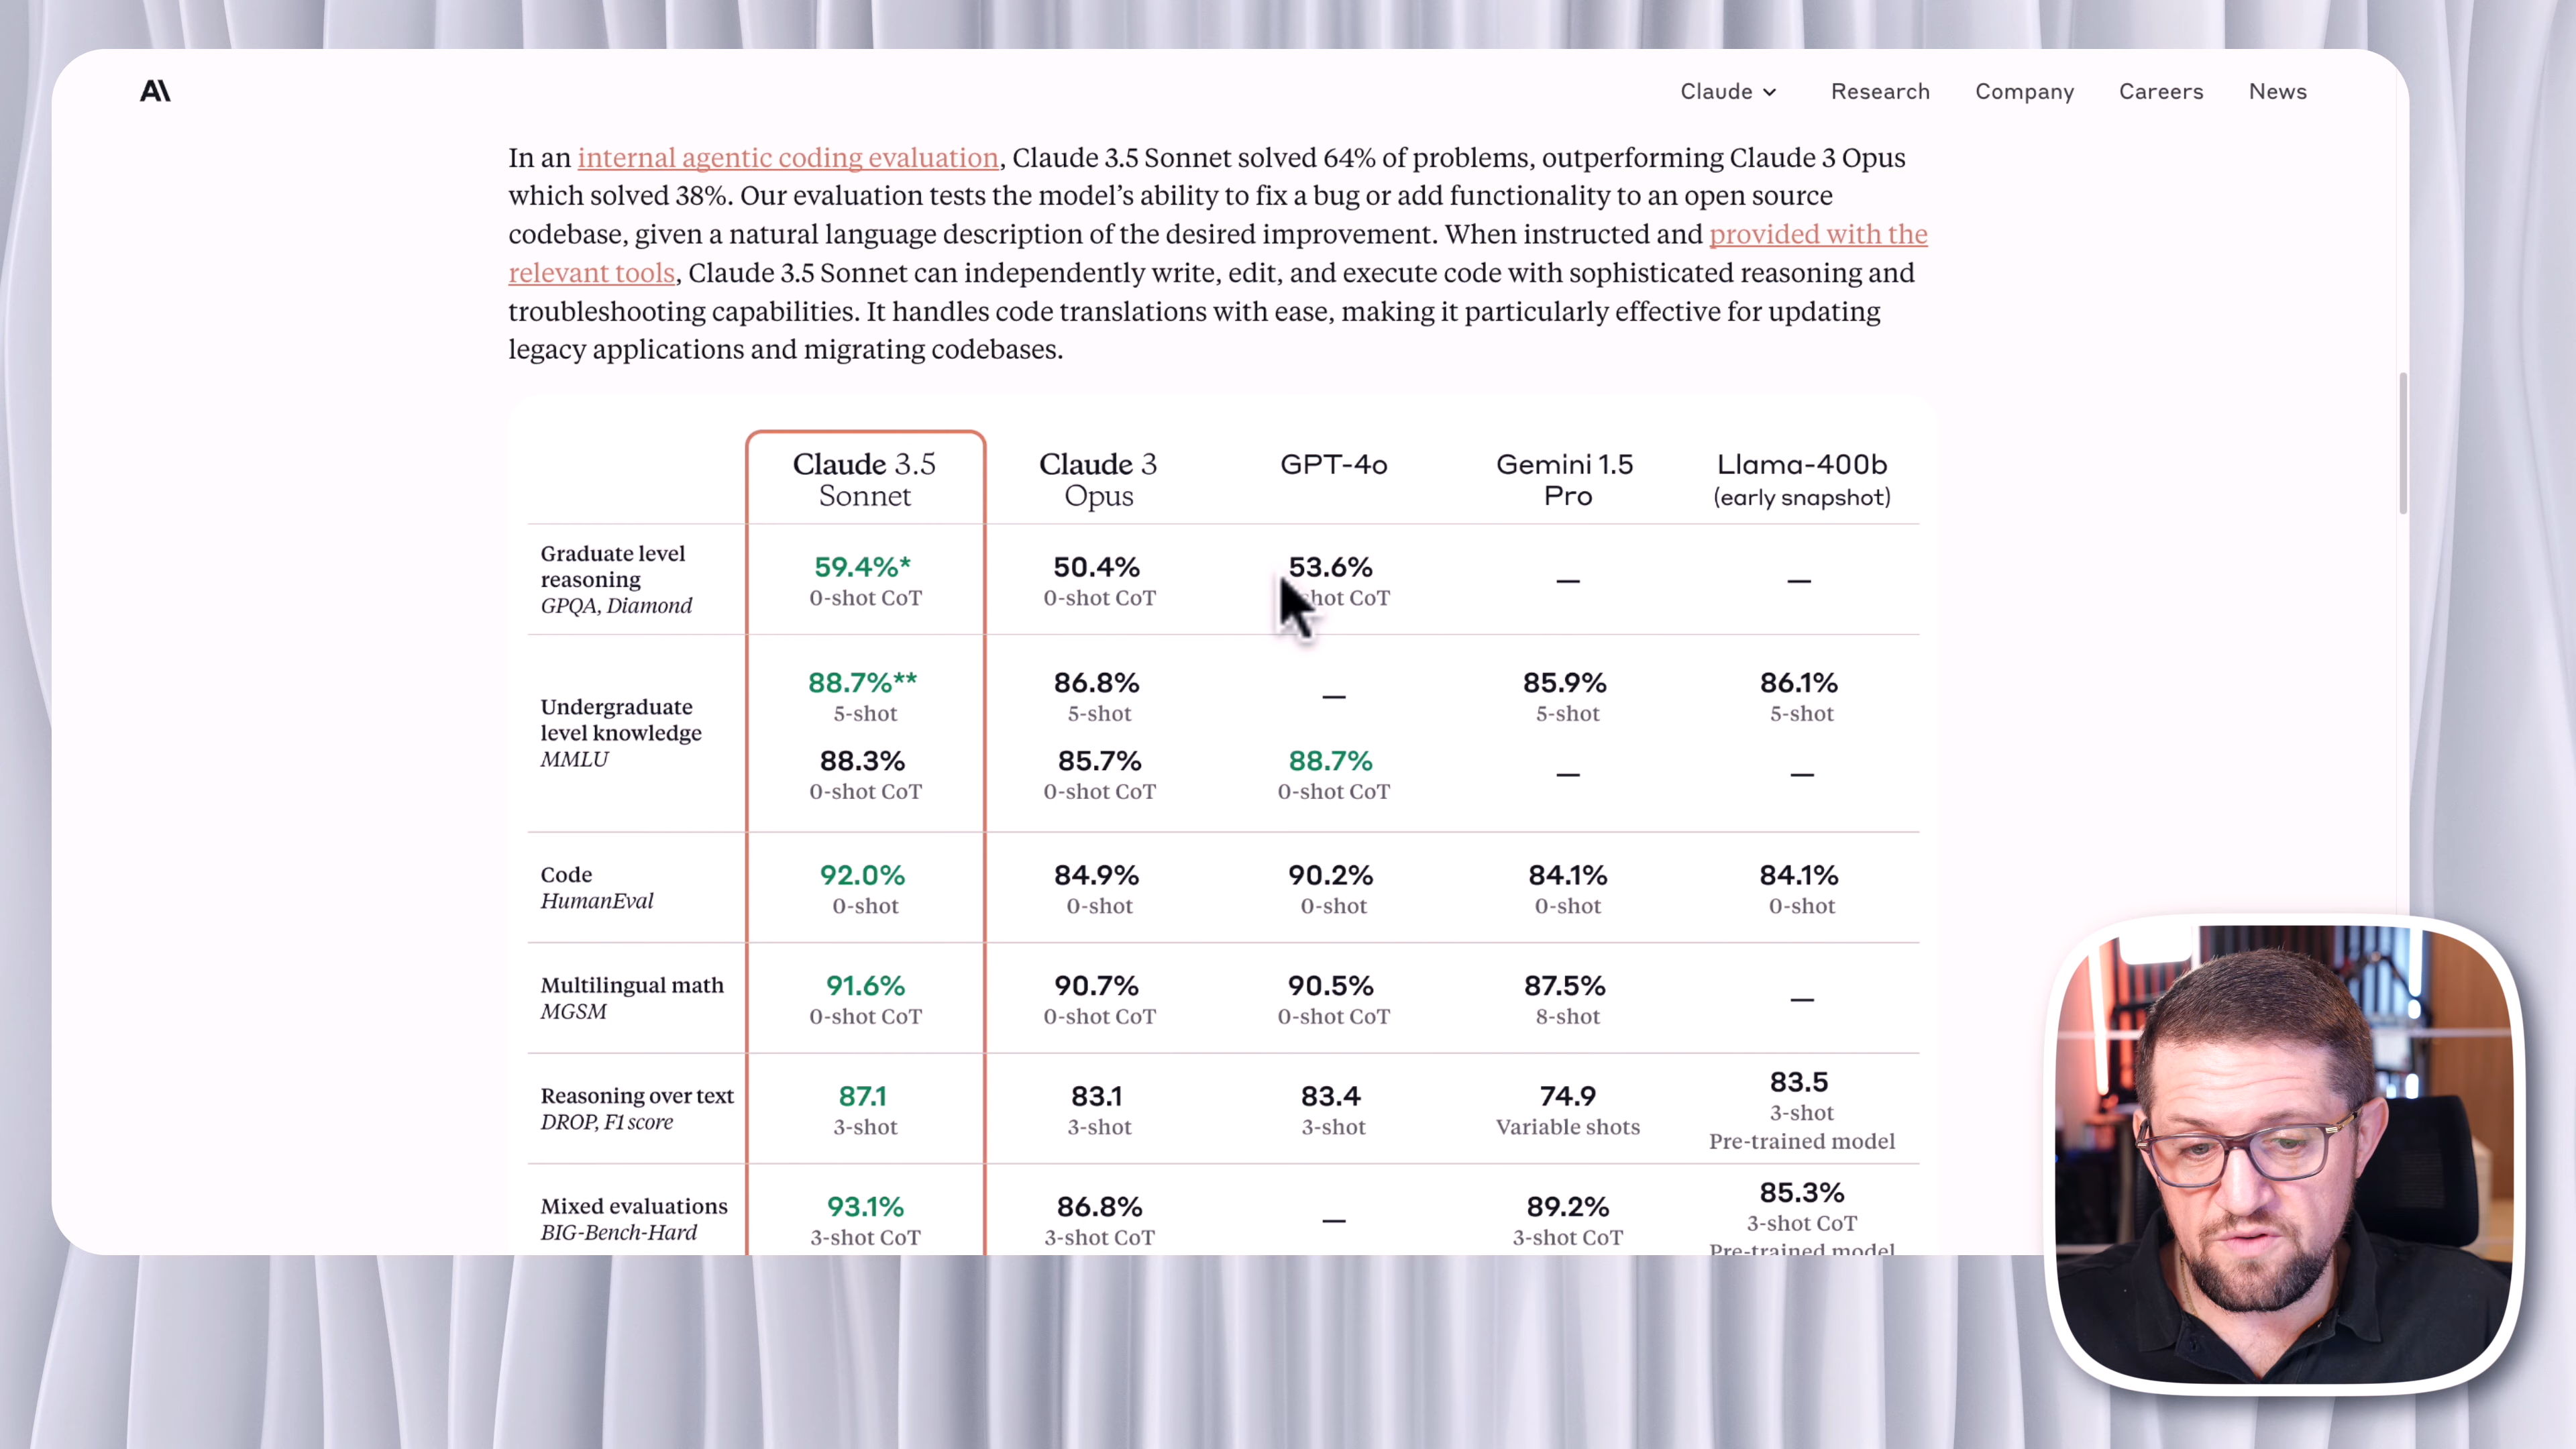 A\
Claude Research Company Careers News
In an internal agentic coding evaluation, Claude 3.5 Sonnet solved 64% of problems, outperforming Claude 3 Opus
which solved 38%. Our evaluation tests the model’s ability to fix a bug or add functionality to an open source
codebase, given a natural language description of the desired improvement. When instructed and provided with the
relevant tools, Claude 3.5 Sonnet can independently write, edit, and execute code with sophisticated reasoning and
troubleshooting capabilities. It handles code translations with ease, making it particularly effective for updating
legacy applications and migrating codebases.
Claude 3.5 Sonnet
Claude 3 Opus
GPT-4o
Gemini 1.5 Pro
Llama-400b (early snapshot)
Graduate level
reasoning
GPQA, Diamond
59.4%* 50.4% 53.6% — —
0-shot CoT 0-shot CoT shot CoT
Undergraduate
level knowledge
MMLU
88.7%** 86.8% — 85.9% 86.1%
5-shot 5-shot 5-shot 5-shot
88.3% 85.7% 88.7% — —
0-shot CoT 0-shot CoT 0-shot CoT
Code
HumanEval
92.0% 84.9% 90.2% 84.1% 84.1%
0-shot 0-shot 0-shot 0-shot 0-shot
Multilingual math
MGSM
91.6% 90.7% 90.5% 87.5% —
0-shot CoT 0-shot CoT 0-shot CoT 8-shot
Reasoning over text
DROP, F1 score
87.1 83.1 83.4 74.9 83.5
3-shot 3-shot 3-shot Variable shots 3-shot
Pre-trained model
Mixed evaluations
BIG-Bench-Hard
93.1% 86.8% — 89.2% 85.3%
3-shot CoT 3-shot CoT 3-shot CoT 3-shot CoT
Pre-trained model